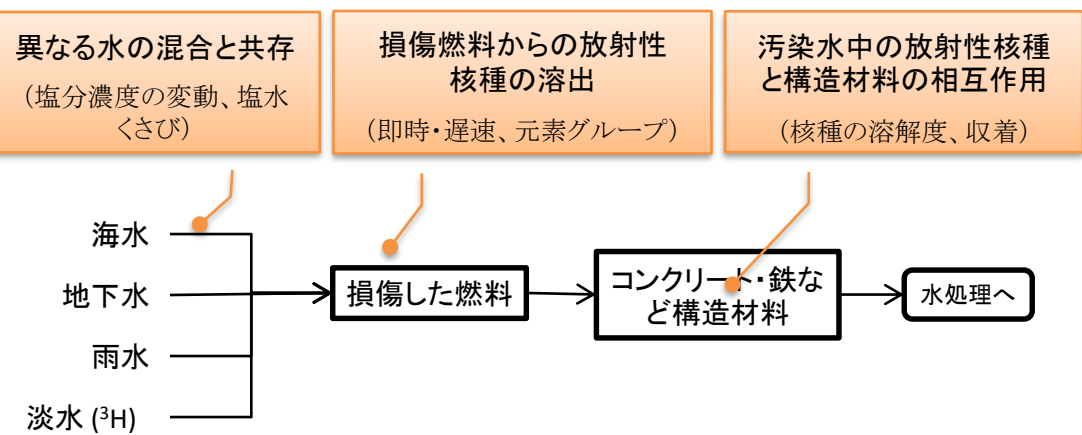 異なる水の混合と共存
（塩分濃度の変動、塩水
くさび）
損傷燃料からの放射性
核種の溶出
（即時・遅速、元素グループ）
汚染水中の放射性核種
と構造材料の相互作用
（核種の溶解度、収着）
海水
地下水
雨水
淡水 (³H)
損傷した燃料
コンクリート・鉄な
ど構造材料
水処理へ